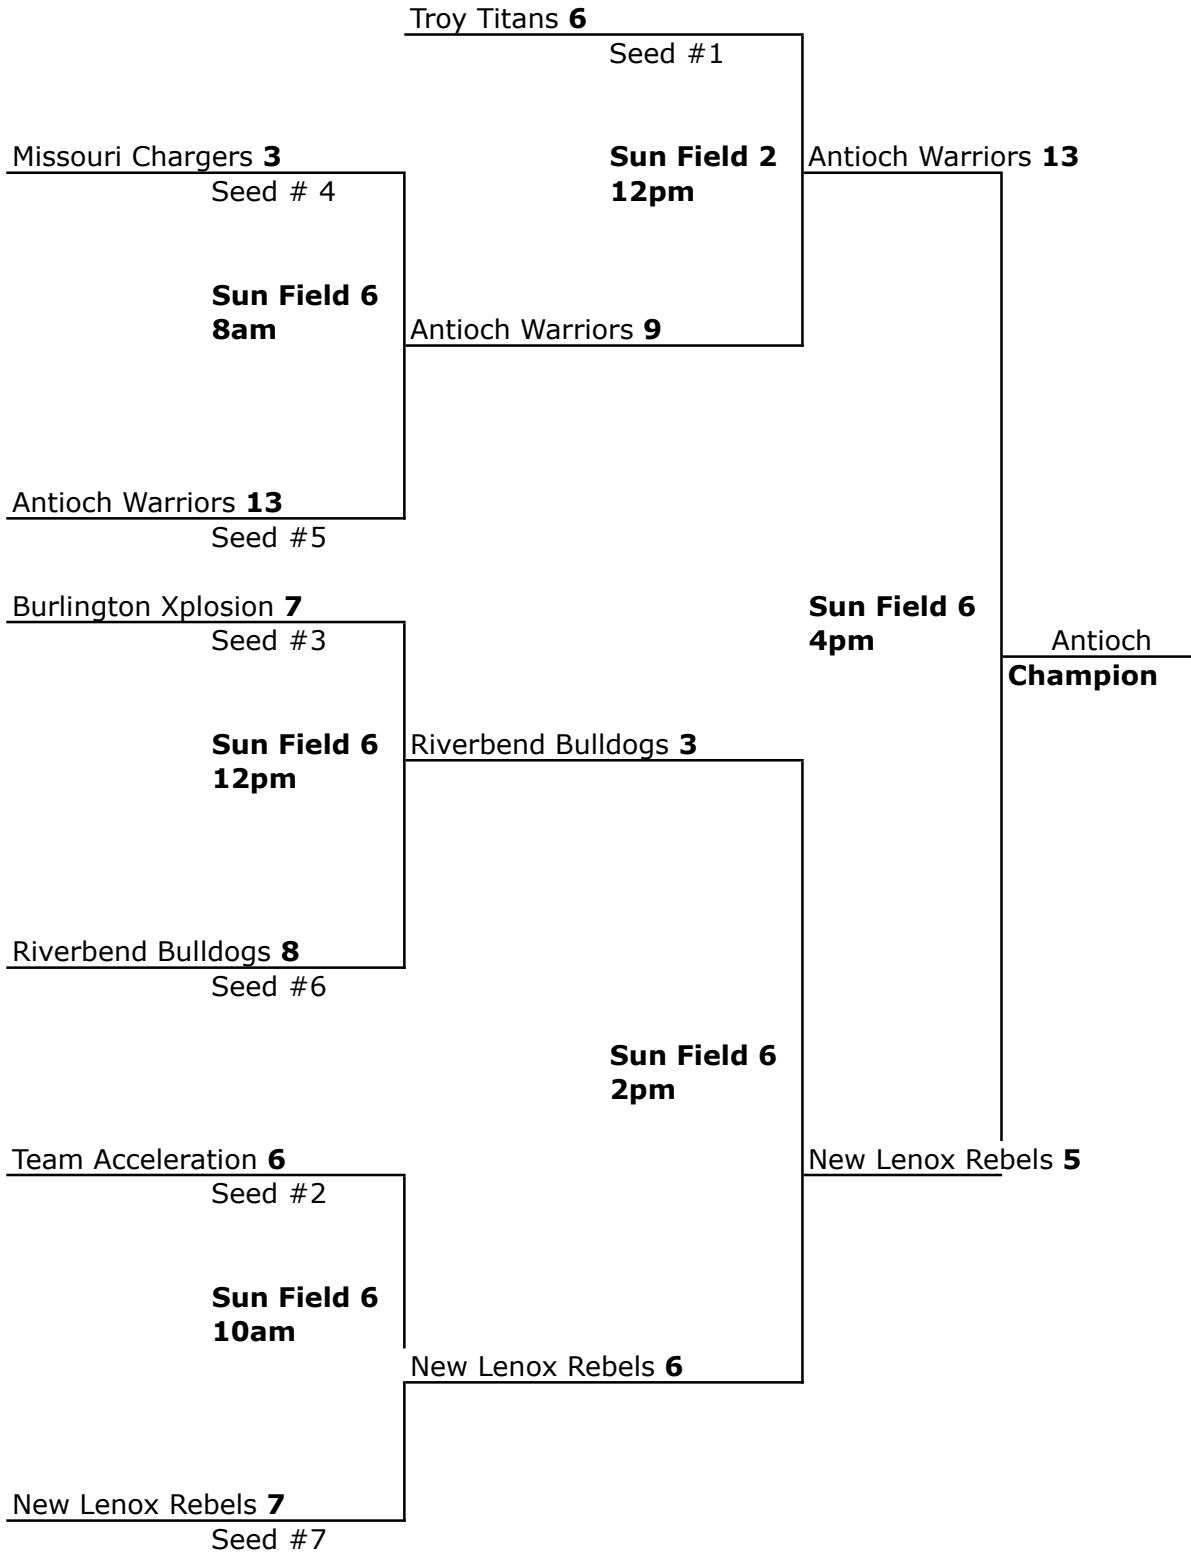 Troy Titans 6
Seed #1
Missouri Chargers 3
Seed # 4
Sun Field 2
12pm
Antioch Warriors 13
Sun Field 6
8am
Antioch Warriors 9
Antioch Warriors 13
Seed #5
Burlington Xplosion 7
Seed #3
Sun Field 6
4pm
Antioch
Champion
Sun Field 6
12pm
Riverbend Bulldogs 3
Riverbend Bulldogs 8
Seed #6
Sun Field 6
2pm
Team Acceleration 6
Seed #2
New Lenox Rebels 5
Sun Field 6
10am
New Lenox Rebels 6
New Lenox Rebels 7
Seed #7